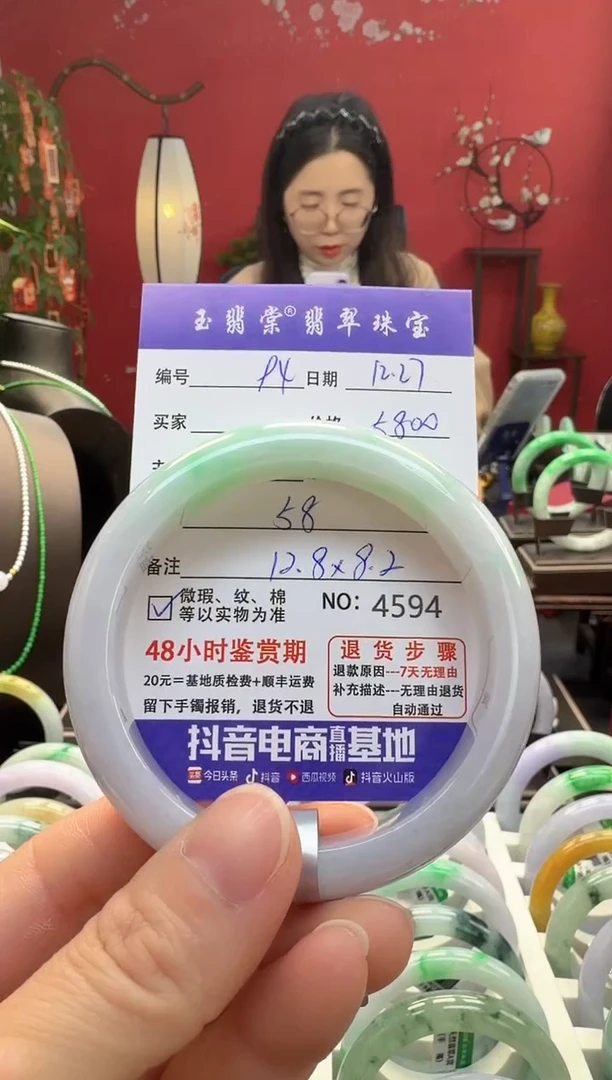 玉翡棠®翡翠珠宝
编号 P4 日期 12.27
买家 价格 5800
58
备注 12.8×8.2
☑ 微瑕、纹、棉
等以实物为准
NO: 4594
48小时鉴赏期
20元=基地质检费+顺丰运费
留下手镯报销，退货不退
退货步骤
退款原因---7天无理由
补充描述---无理由退货
自动通过
抖音电商直播基地
今日头条 抖音 西瓜视频 抖音火山版